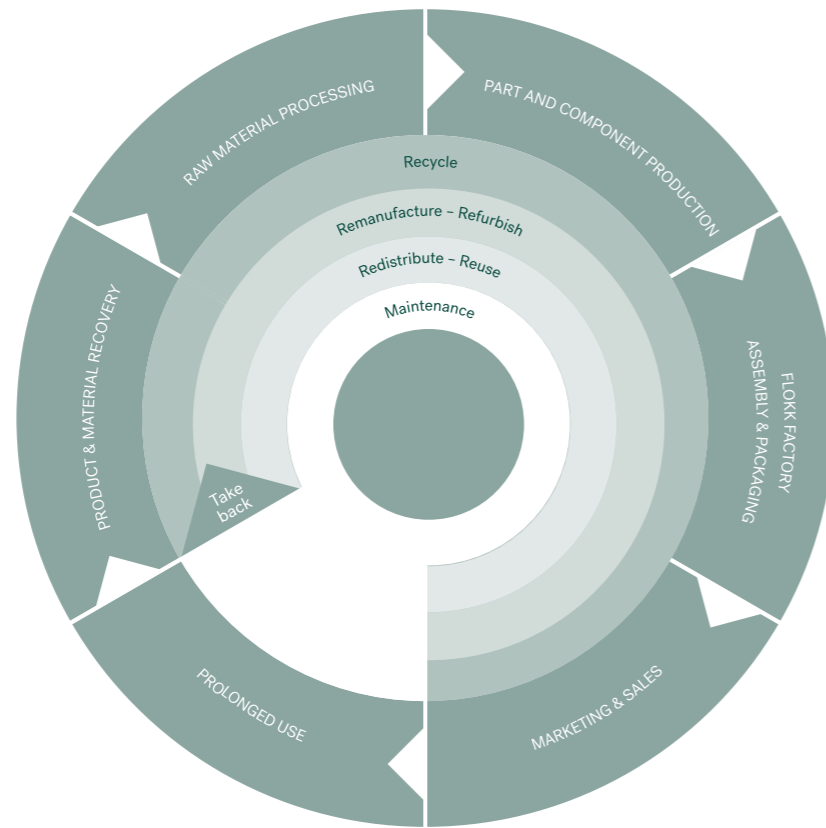 RAW MATERIAL PROCESSING
PART AND COMPONENT PRODUCTION
FLOKK FACTORY
ASSEMBLY & PACKAGING
MARKETING & SALES
PROLONGED USE
PRODUCT & MATERIAL RECOVERY
Recycle
Remanufacture – Refurbish
Redistribute – Reuse
Maintenance
Take
back